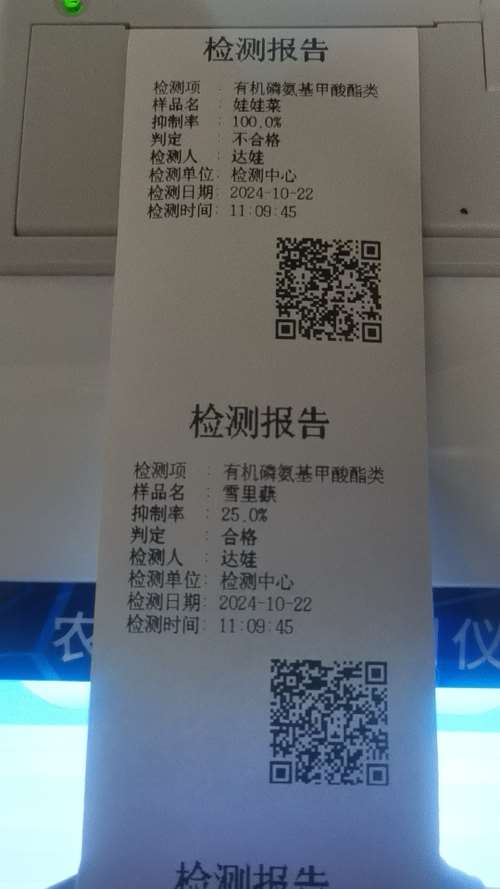 检测报告
检测项 : 有机磷氨基甲酸酯类
样品名 : 娃娃菜
抑制率 : 100.0%
判定 : 不合格
检测人 : 达娃
检测单位: 检测中心
检测日期: 2024-10-22
检测时间: 11:09:45
检测报告
检测项 : 有机磷氨基甲酸酯类
样品名 : 雪里蕻
抑制率 : 25.0%
判定 : 合格
检测人 : 达娃
检测单位: 检测中心
检测日期: 2024-10-22
检测时间: 11:09:45
农
仪
检测报告